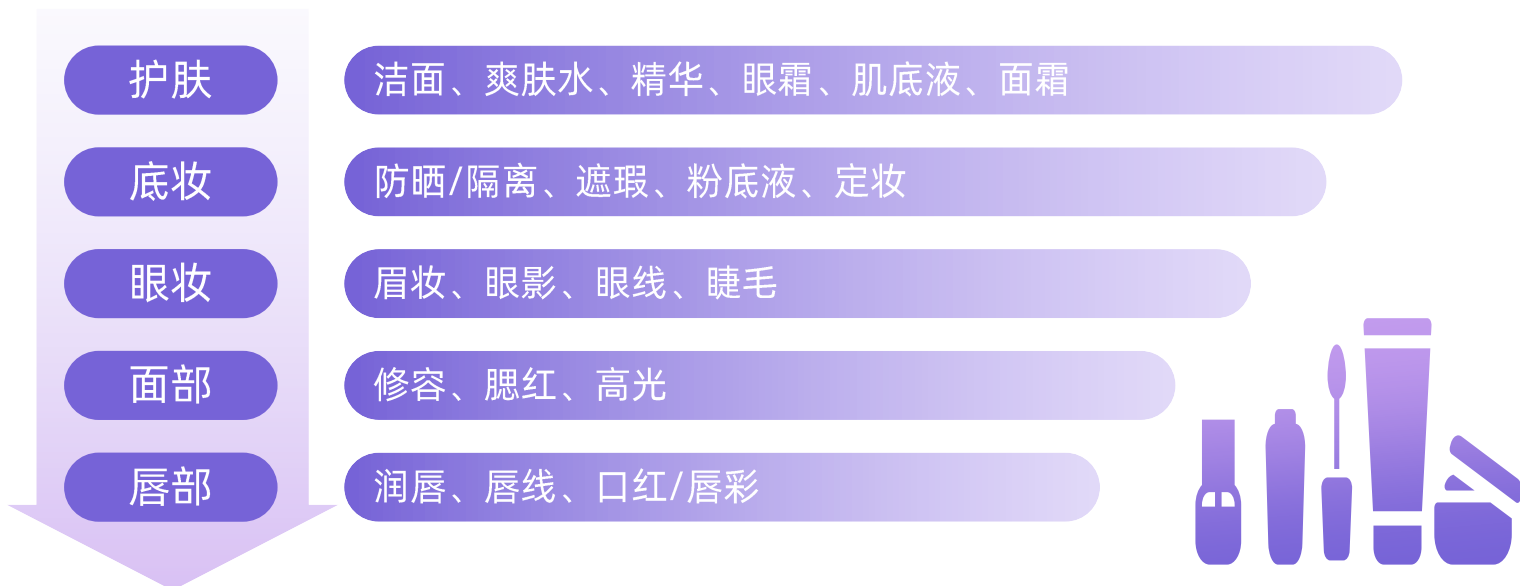 护肤
洁面、爽肤水、精华、眼霜、肌底液、面霜
底妆
防晒/隔离、遮瑕、粉底液、定妆
眼妆
眉妆、眼影、眼线、睫毛
面部
修容、腮红、高光
唇部
润唇、唇线、口红/唇彩